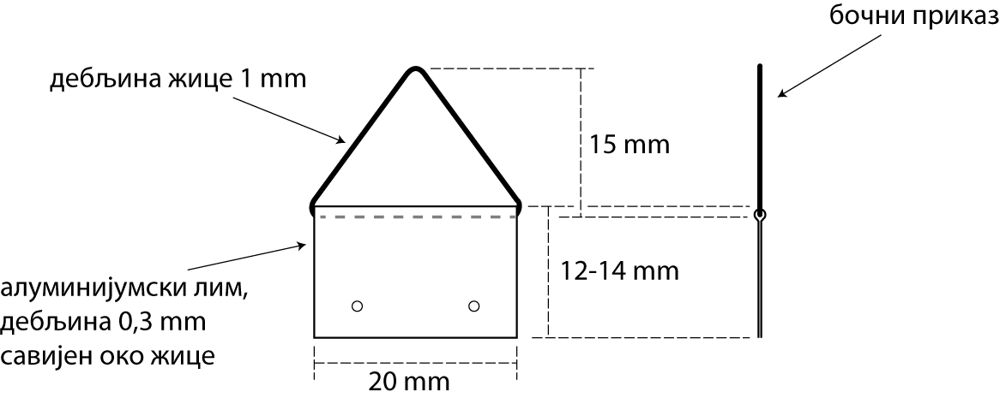 бочни приказ
дебљина жице 1 mm
15 mm
12-14 mm
алуминијумски лим,
дебљина 0,3 mm
савијен око жице
20 mm